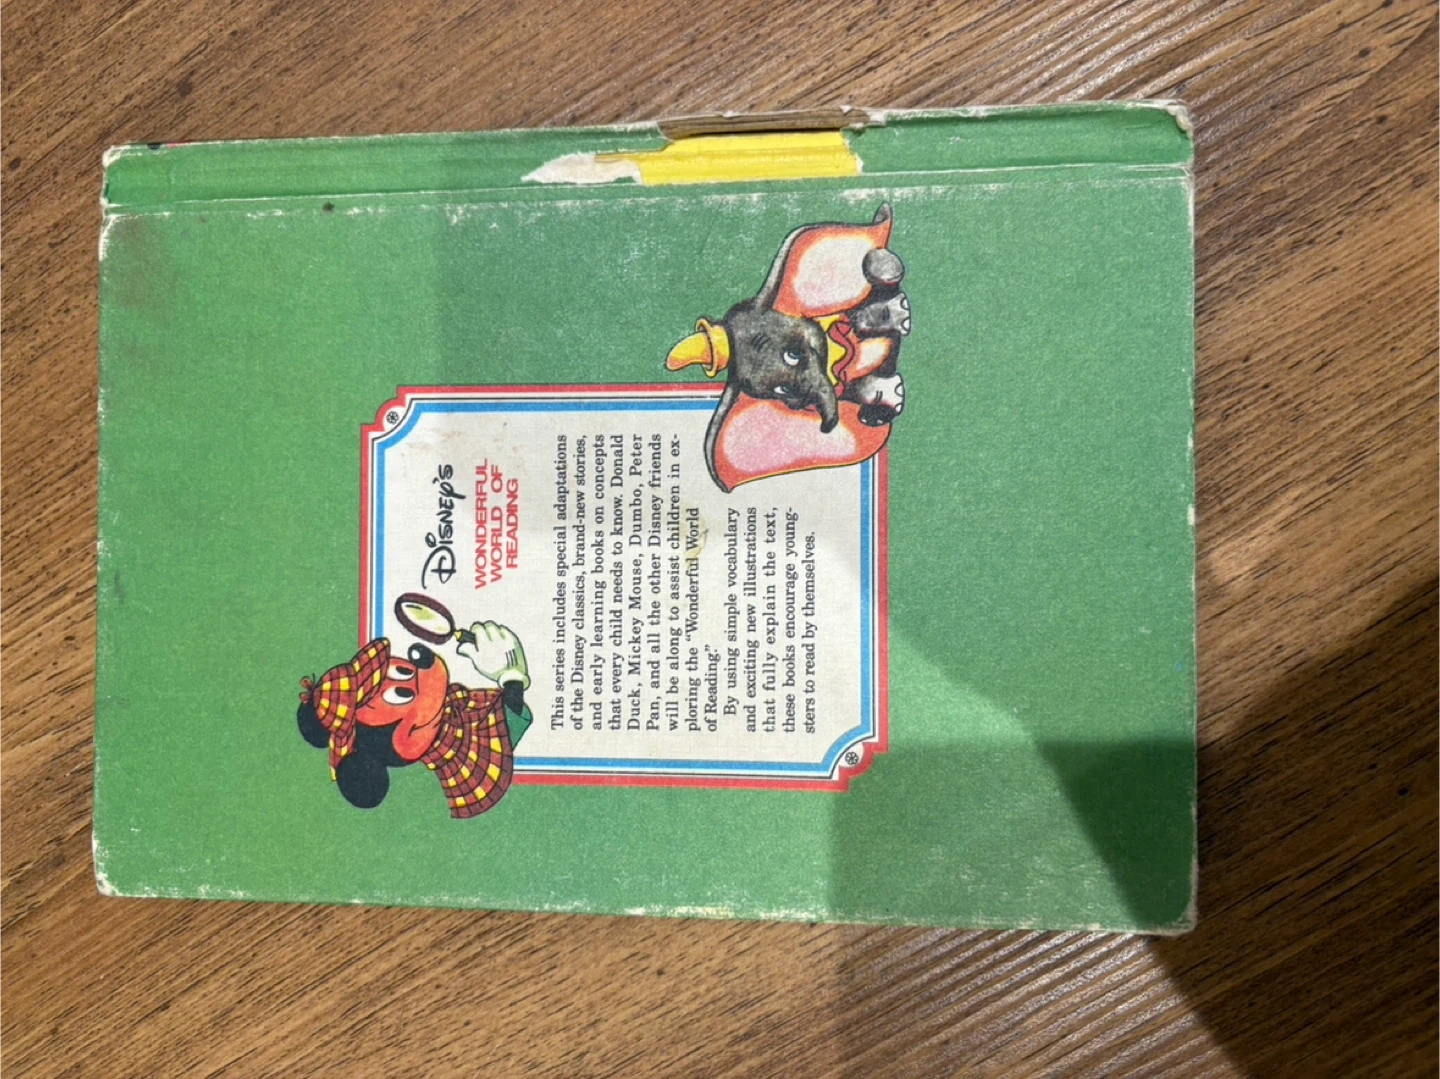 Disney's
WONDERFUL
WORLD OF
READING
This series includes special adaptations
of the Disney classics, brand-new stories,
and early learning books on concepts
that every child needs to know. Donald
Duck, Mickey Mouse, Dumbo, Peter
Pan, and all the other Disney friends
will be along to assist children in ex-
ploring the “Wonderful World
of Reading.”
By using simple vocabulary
and exciting new illustrations
that fully explain the text,
these books encourage young-
sters to read by themselves.